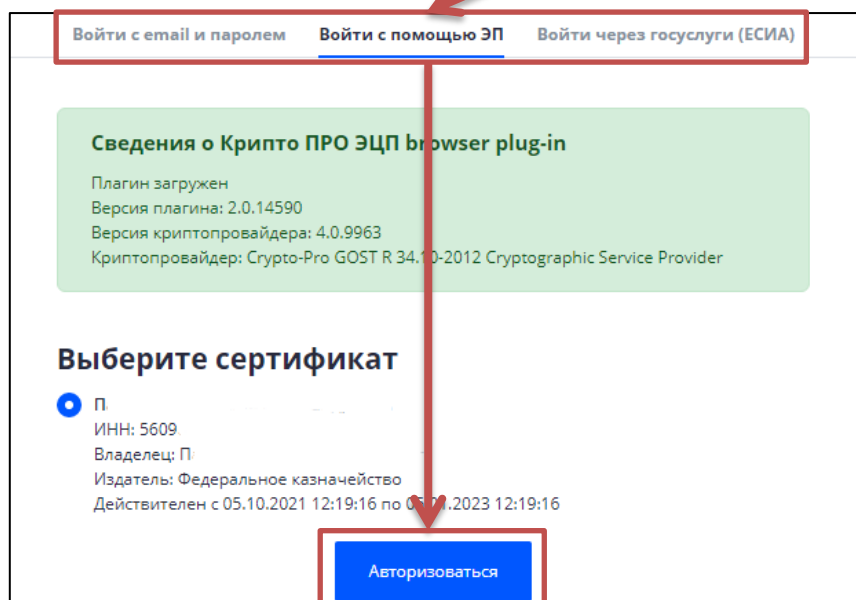 Войти с email и паролем Войти с помощью ЭП Войти через госуслуги (ЕСИА)
Сведения о Крипто ПРО ЭЦП browser plug-in
Плагин загружен
Версия плагина: 2.0.14590
Версия криптопровайдера: 4.0.9963
Криптопровайдер: Crypto-Pro GOST R 34.10-2012 Cryptographic Service Provider
Выберите сертификат
П
ИНН: 5609
Владелец: П
Издатель: Федеральное казначейство
Действителен с 05.10.2021 12:19:16 по 12:19:16
Авторизоваться